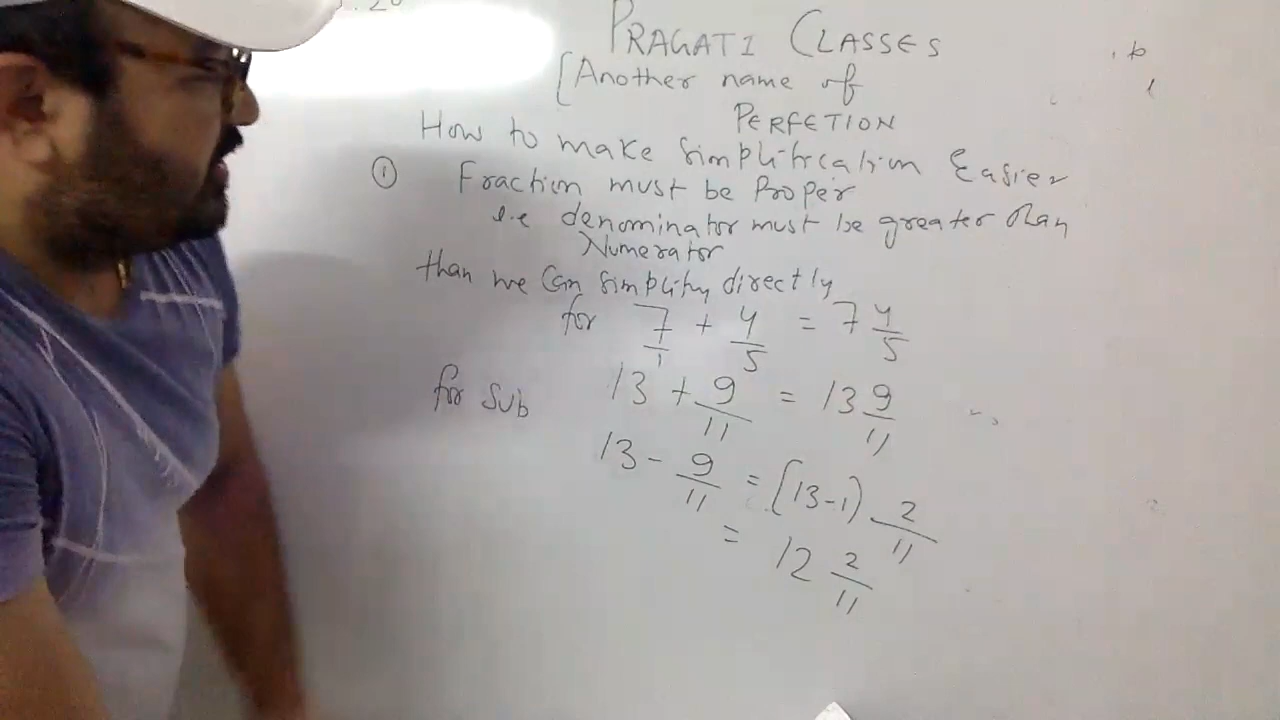 PRAGATI CLASSES
[Another name of
PERFETION
How to make Simplification Easier
① Fraction must be Proper
i.e denominator must be greater than
Numerator
than we Can Simplify directly
for 7/1 + 4/5 = 7 4/5
for Sub 13 + 9/11 = 13 9/11
13 - 9/11 = (13-1) 2/11
= 12 2/11